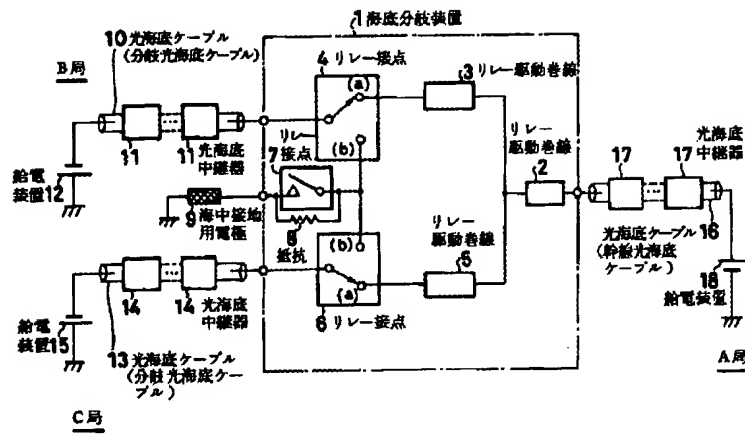 1 海底分岐装置
10 光海底ケーブル
(分岐光海底ケーブル)
B局
4 リレー接点
(a)
3 リレー駆動巻線
11
11 光海底
中継器
給電
装置12
リレー
接点
7
(b)
リレー
駆動巻線
2
光海底
中継器
17
17
16
9
海中接地
用電極
8
抵抗
(b)
(a)
リレー
駆動巻線
5
光海底ケーブル
(幹線光海底
ケーブル)
18
給電装置
A局
14
14 光海底
中継器
6 リレー接点
給電
装置15
13 光海底ケーブル
(分岐光海底ケー
ブル)
C局